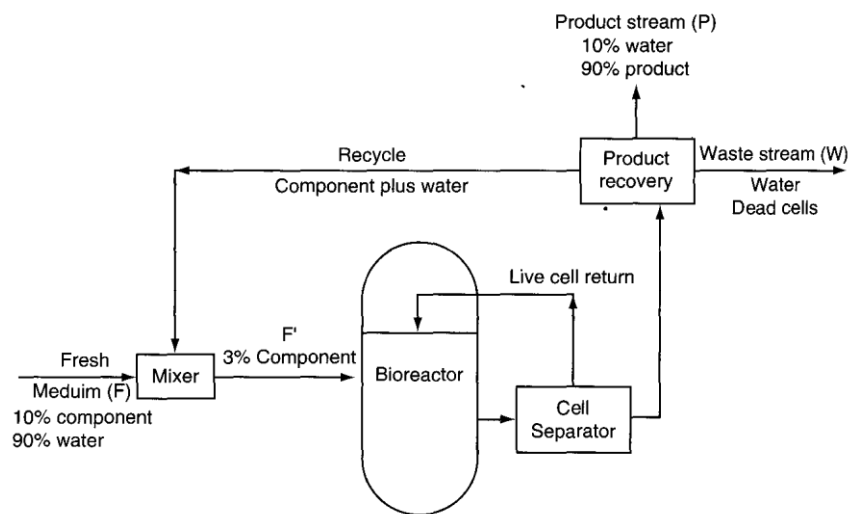 Product stream (P)
10% water
90% product
Recycle
Component plus water
Product
recovery
Waste stream (W)
Water
Dead cells
Live cell return
Fresh
Meduim (F)
10% component
90% water
Mixer
F'
3% Component
Bioreactor
Cell
Separator